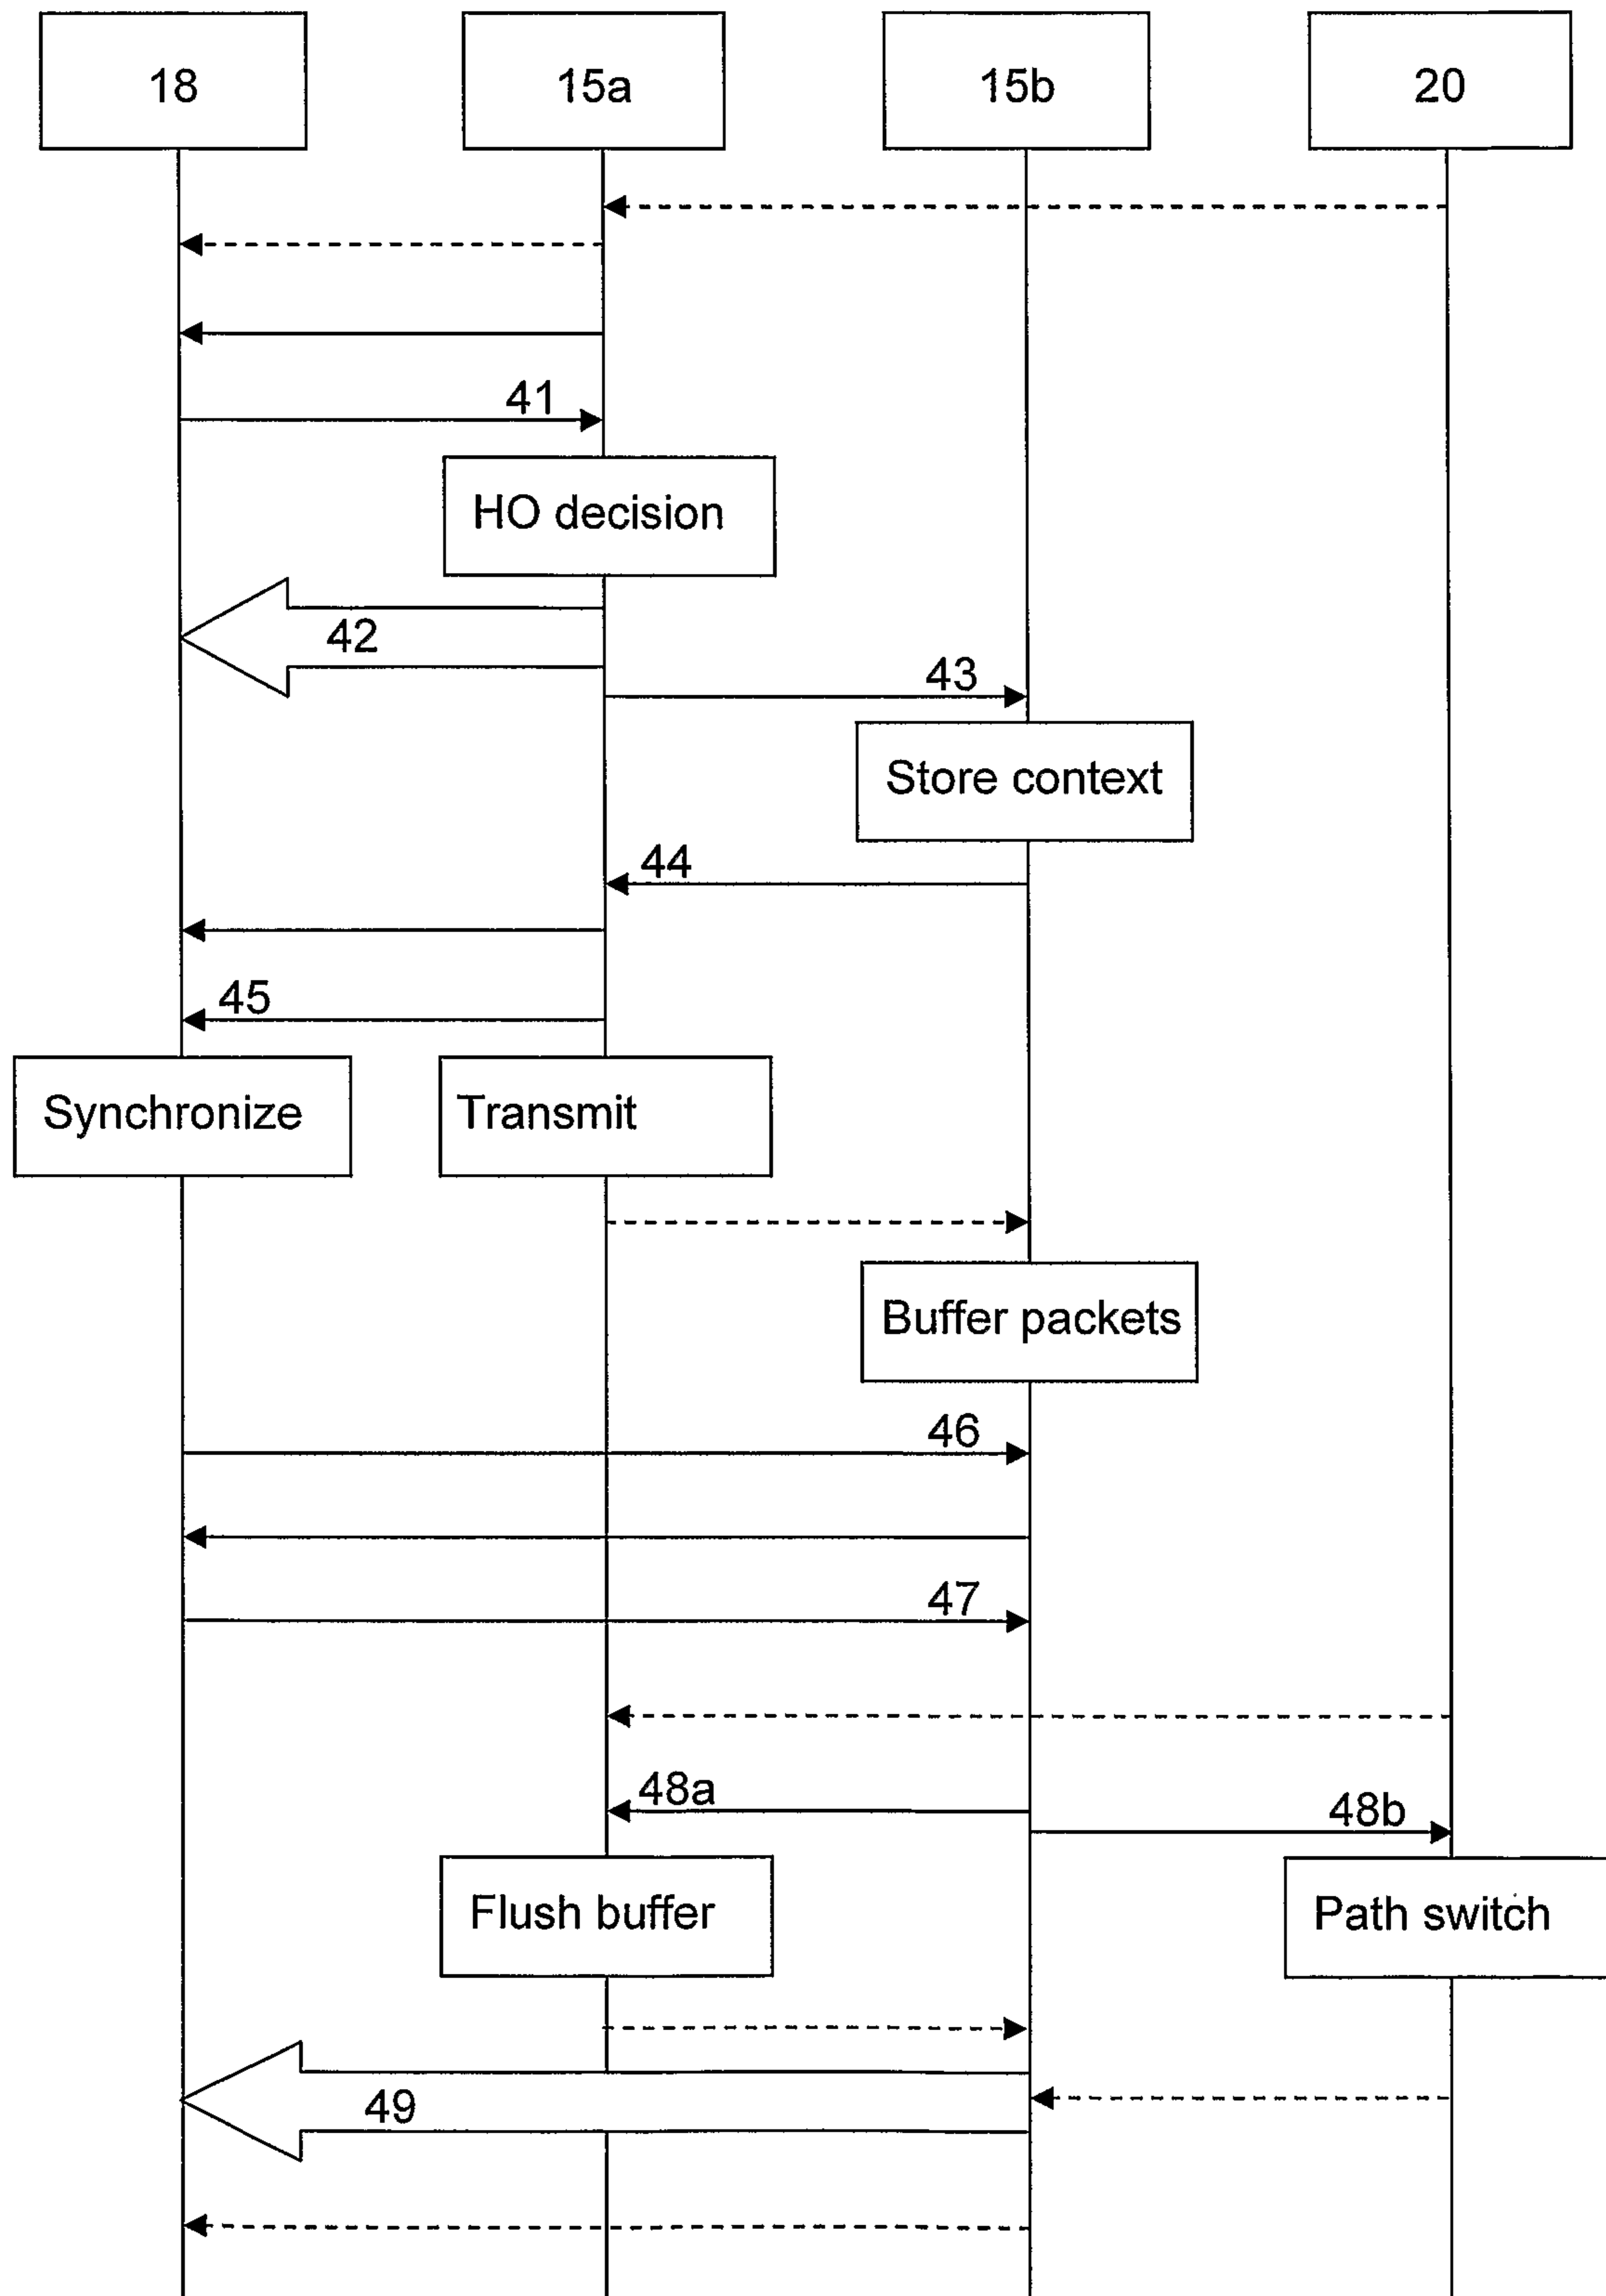 18
15a
15b
20
41
HO decision
42
43
Store context
44
45
Synchronize
Transmit
Buffer packets
46
47
48a
48b
Flush buffer
Path switch
49